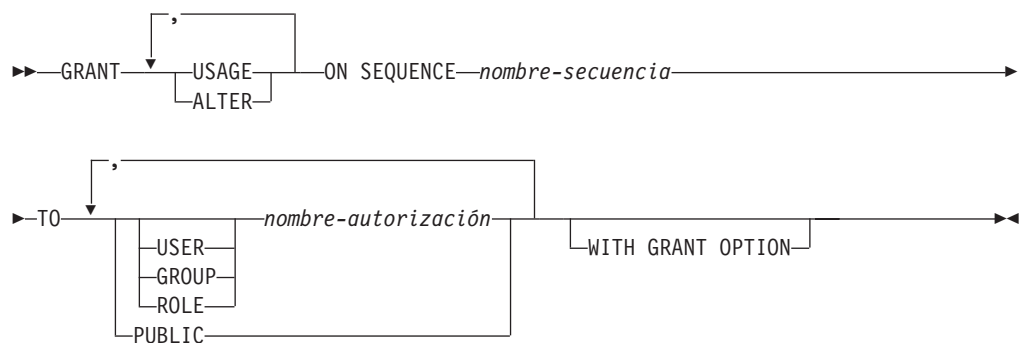 ,
GRANT USAGE ON SEQUENCE nombre-secuencia
ALTER
,
TO nombre-autorización
USER WITH GRANT OPTION
GROUP
ROLE
PUBLIC